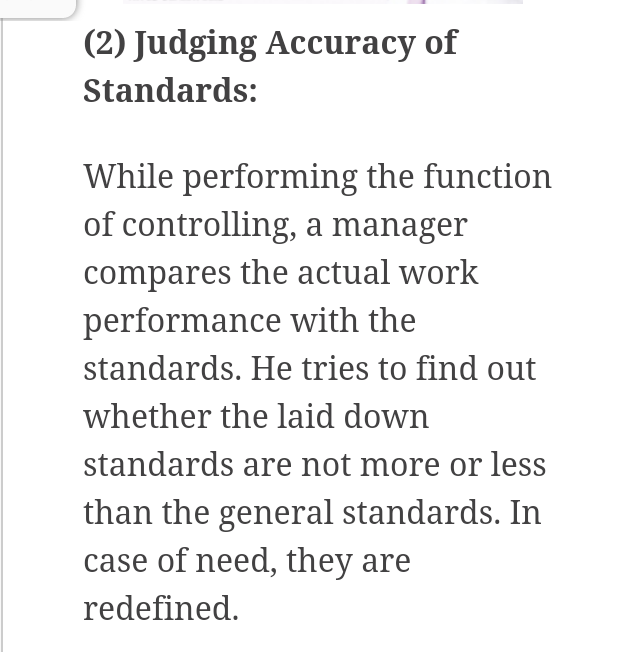 (2) Judging Accuracy of
Standards:
While performing the function
of controlling, a manager
compares the actual work
performance with the
standards. He tries to find out
whether the laid down
standards are not more or less
than the general standards. In
case of need, they are
redefined.